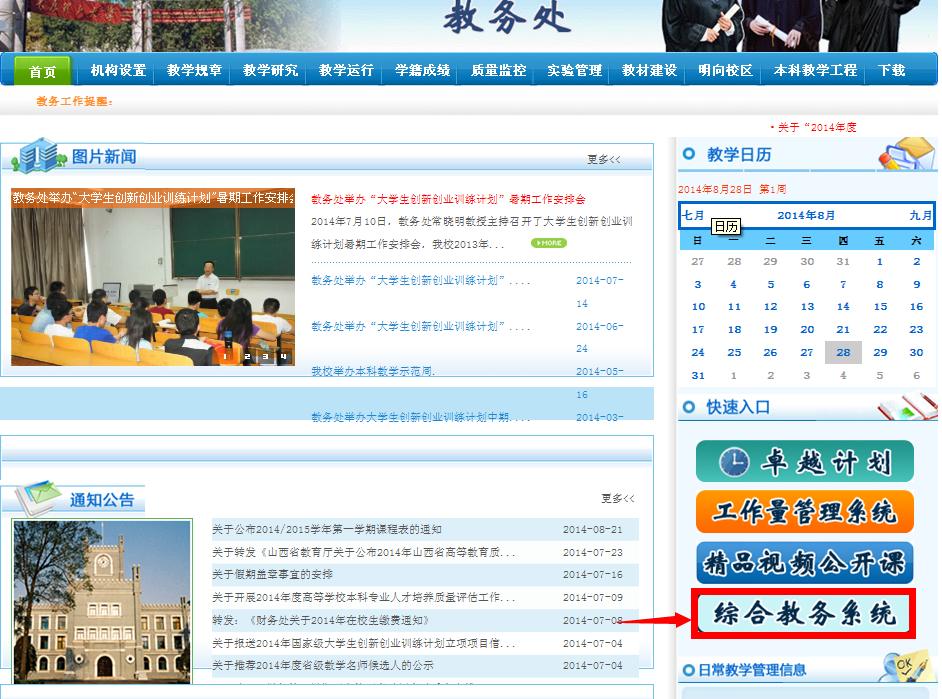 教务处
首页 机构设置 教学规章 教学研究 教学运行 学籍成绩 质量监控 实验管理 教材建设 明向校区 本科教学工程 下载
教务工作提醒：
·关于“2014年度
图片新闻
更多<<
教务处举办“大学生创新创业训练计划”暑期工作安排会
1 2 3 4
教务处举办“大学生创新创业训练计划”暑期工作安排会
2014年7月10日，教务处常晓明教授主持召开了大学生创新创业训
练计划暑期工作安排会，我校2013年... MORE
教务处举办“大学生创新创业训练计划”.... 2014-07-
14
教务处举办“大学生创新创业训练计划”.... 2014-06-
24
我校举办本科教学示范周. 2014-05-
16
教务处举办大学生创新创业训练计划中期.... 2014-03-
通知公告
更多<<
关于公布2014/2015学年第一学期课程表的通知 2014-08-21
关于转发《山西省教育厅关于公布2014年山西省高等教育质... 2014-07-23
关于假期盖章事宜的安排 2014-07-16
关于开展2014年度高等学校本科专业人才培养质量评估工作... 2014-07-09
转发：《财务处关于2014年在校生缴费通知》 2014-07-08
关于报送2014年国家级大学生创新创业训练计划立项项目信... 2014-07-04
关于推荐2014年度省级教学名师候选人的公示 2014-07-04
教学日历
2014年8月28日 第1周
七月 2014年8月 九月
日历
日 一 二 三 四 五 六
27 28 29 30 31 1 2
3 4 5 6 7 8 9
10 11 12 13 14 15 16
17 18 19 20 21 22 23
24 25 26 27 28 29 30
31 1 2 3 4 5 6
快速入口
卓越计划
工作量管理系统
精品视频公开课
综合教务系统
日常教学管理信息
OK